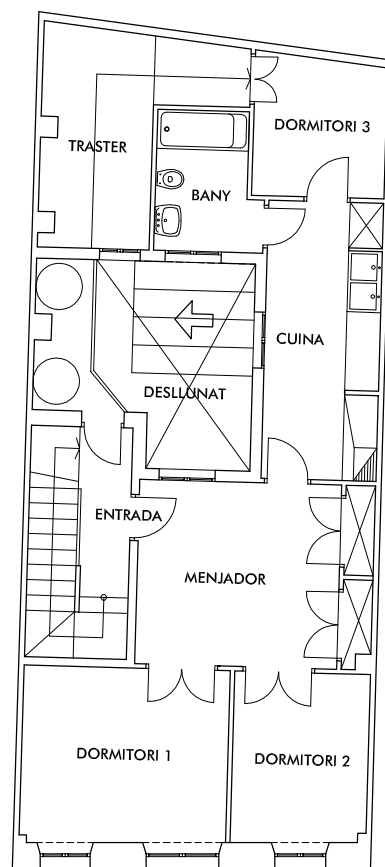 DORMITORI 3
TRASTER
BANY
CUINA
DESLLUNAT
ENTRADA
MENJADOR
DORMITORI 1
DORMITORI 2